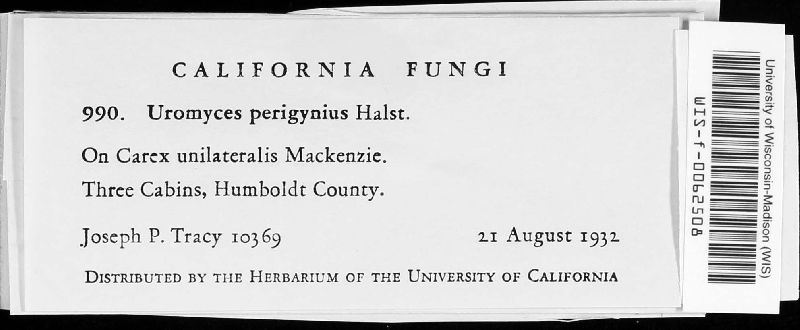 CALIFORNIA FUNGI
990. Uromyces perigynius Halst.
On Carex unilateralis Mackenzie.
Three Cabins, Humboldt County.
Joseph P. Tracy 10369 21 August 1932
DISTRIBUTED BY THE HERBARIUM OF THE UNIVERSITY OF CALIFORNIA
University of Wisconsin-Madison (WIS)
WIS-f-0062508